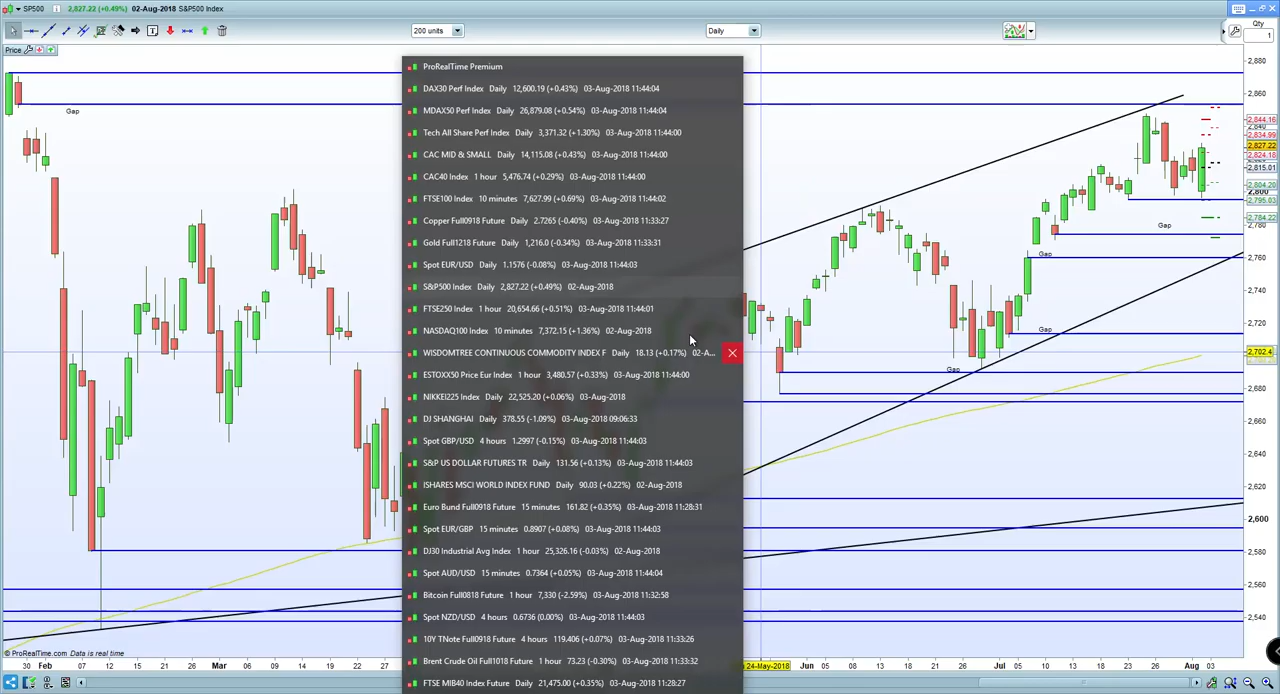 SP500 2,827.22 (+0.49%) 02-Aug-2018 S&P500 Index
200 units Daily Qty
1
Price
ProRealTime Premium
DAX30 Perf Index Daily 12,600.19 (+0.43%) 03-Aug-2018 11:44:04
MDAX50 Perf Index Daily 26,879.08 (+0.54%) 03-Aug-2018 11:44:04
Tech All Share Perf Index Daily 3,371.32 (+1.30%) 03-Aug-2018 11:44:00
CAC MID & SMALL Daily 14,115.08 (+0.43%) 03-Aug-2018 11:44:00
CAC40 Index 1 hour 5,476.74 (+0.29%) 03-Aug-2018 11:44:00
FTSE100 Index 10 minutes 7,627.99 (+0.69%) 03-Aug-2018 11:44:02
Copper Full0918 Future Daily 2.7265 (-0.40%) 03-Aug-2018 11:33:27
Gold Full1218 Future Daily 1,216.0 (-0.34%) 03-Aug-2018 11:33:31
Spot EUR/USD Daily 1.1576 (-0.08%) 03-Aug-2018 11:44:03
S&P500 Index Daily 2,827.22 (+0.49%) 02-Aug-2018
FTSE250 Index 1 hour 20,654.66 (+0.51%) 03-Aug-2018 11:44:01
NASDAQ100 Index 10 minutes 7,372.15 (+1.36%) 02-Aug-2018
WISDOMTREE CONTINUOUS COMMODITY INDEX F Daily 18.13 (+0.17%) 02-A...
ESTOXX50 Price Eur Index 1 hour 3,480.57 (+0.33%) 03-Aug-2018 11:44:00
NIKKEI225 Index Daily 22,525.20 (+0.06%) 03-Aug-2018
DJ SHANGHAI Daily 378.55 (-1.09%) 03-Aug-2018 09:06:33
Spot GBP/USD 4 hours 1.2997 (-0.15%) 03-Aug-2018 11:44:03
S&P US DOLLAR FUTURES TR Daily 131.56 (+0.13%) 03-Aug-2018 11:44:03
ISHARES MSCI WORLD INDEX FUND Daily 90.03 (+0.22%) 02-Aug-2018
Euro Bund Full0918 Future 15 minutes 161.82 (+0.35%) 03-Aug-2018 11:28:31
Spot EUR/GBP 15 minutes 0.8907 (+0.08%) 03-Aug-2018 11:44:03
DJ30 Industrial Avg Index 1 hour 25,326.16 (-0.03%) 02-Aug-2018
Spot AUD/USD 15 minutes 0.7364 (+0.05%) 03-Aug-2018 11:44:04
Bitcoin Full0818 Future 1 hour 7,330 (-2.59%) 03-Aug-2018 11:32:58
Spot NZD/USD 4 hours 0.6736 (0.00%) 03-Aug-2018 11:44:03
10Y TNote Full0918 Future 4 hours 119.406 (+0.07%) 03-Aug-2018 11:33:26
Brent Crude Oil Full1018 Future 1 hour 73.23 (-0.30%) 03-Aug-2018 11:33:32
FTSE MIB40 Index Future Daily 21,475.00 (+0.35%) 03-Aug-2018 11:28:27
Gap
Gap
Gap
Gap
Gap
2,880
2,860
2,844.16
2,840
2,834.99
2,827.22
2,824.18
2,815.01
2,804.20
2,800
2,795.03
2,784.22
2,780
2,760
2,740
2,720
2,702.4
2,680
2,660
2,640
2,620
2,600
2,580
2,560
2,540
© ProRealTime.com Data is real time
30 Feb 07 12 15 21 26 Mar 06 09 14 19 22 27 24-May-2018 Jun 05 08 13 18 21 26 Jul 05 10 13 18 23 26 Aug 03